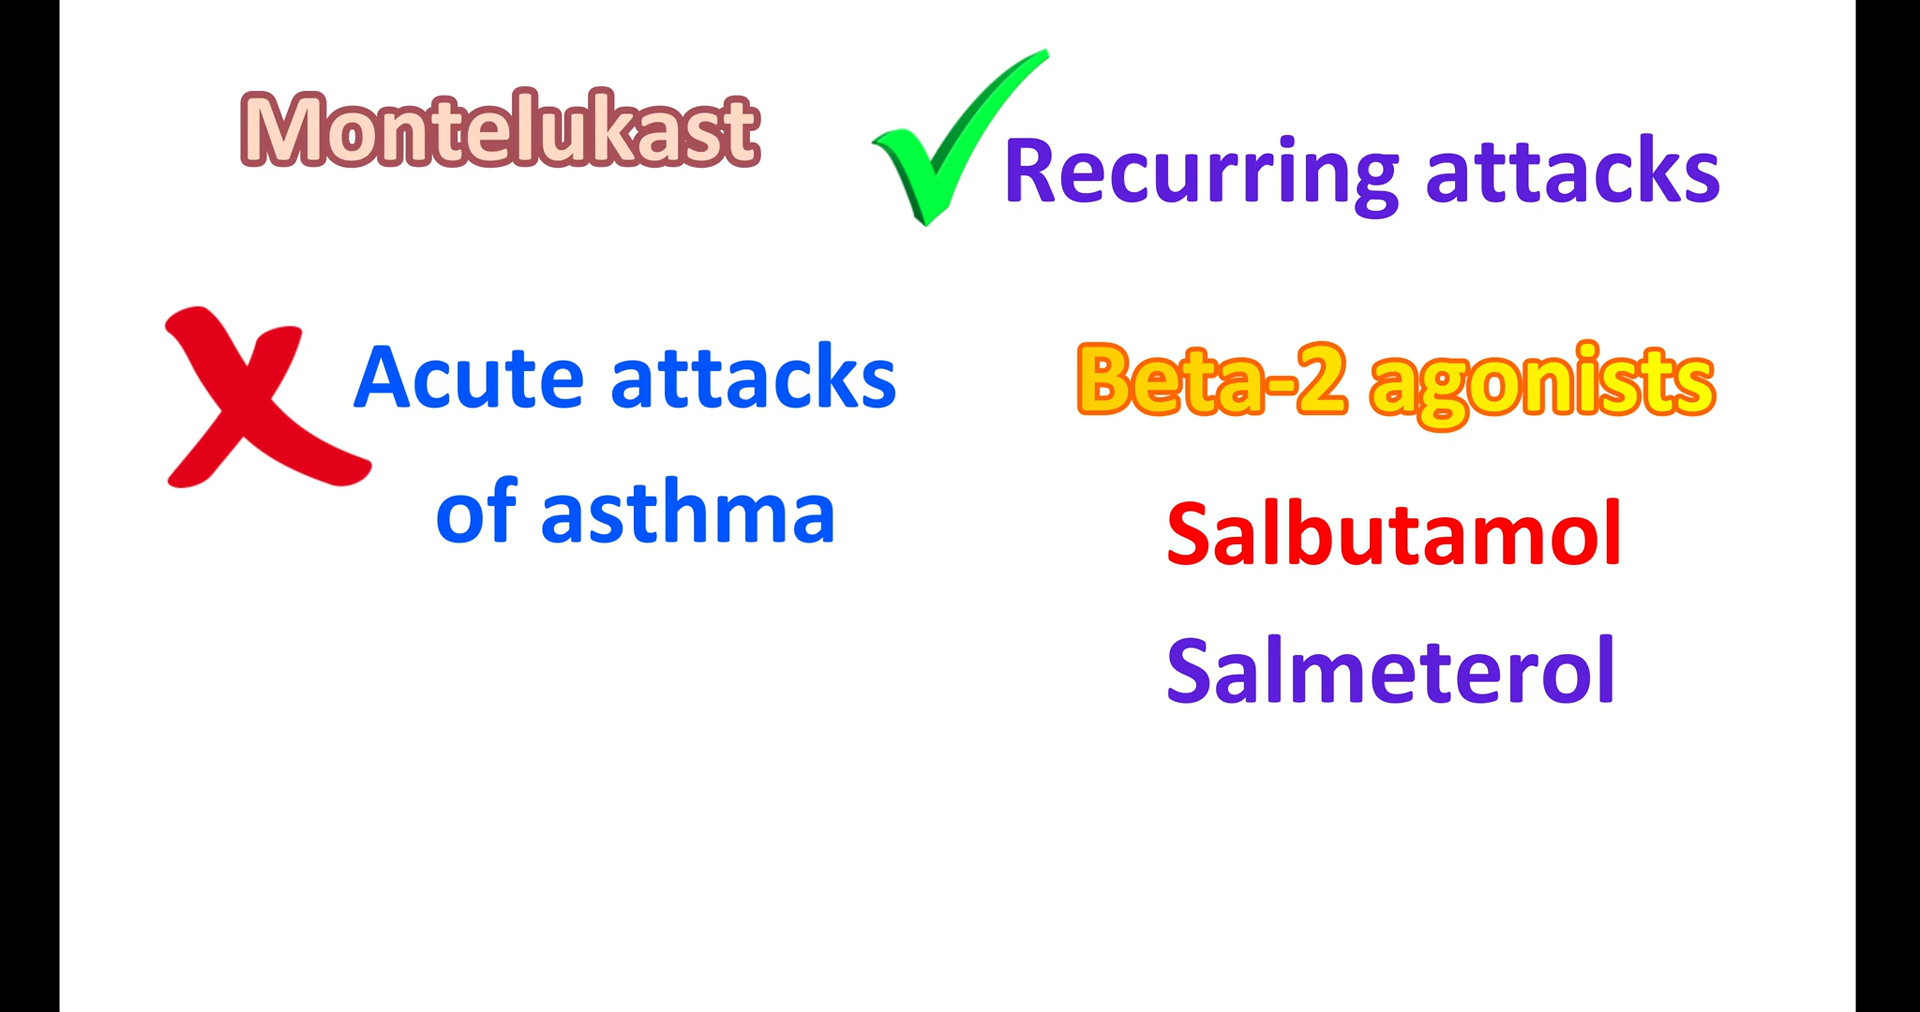 Montelukast
Recurring attacks
Acute attacks
of asthma
Beta-2 agonists
Salbutamol
Salmeterol